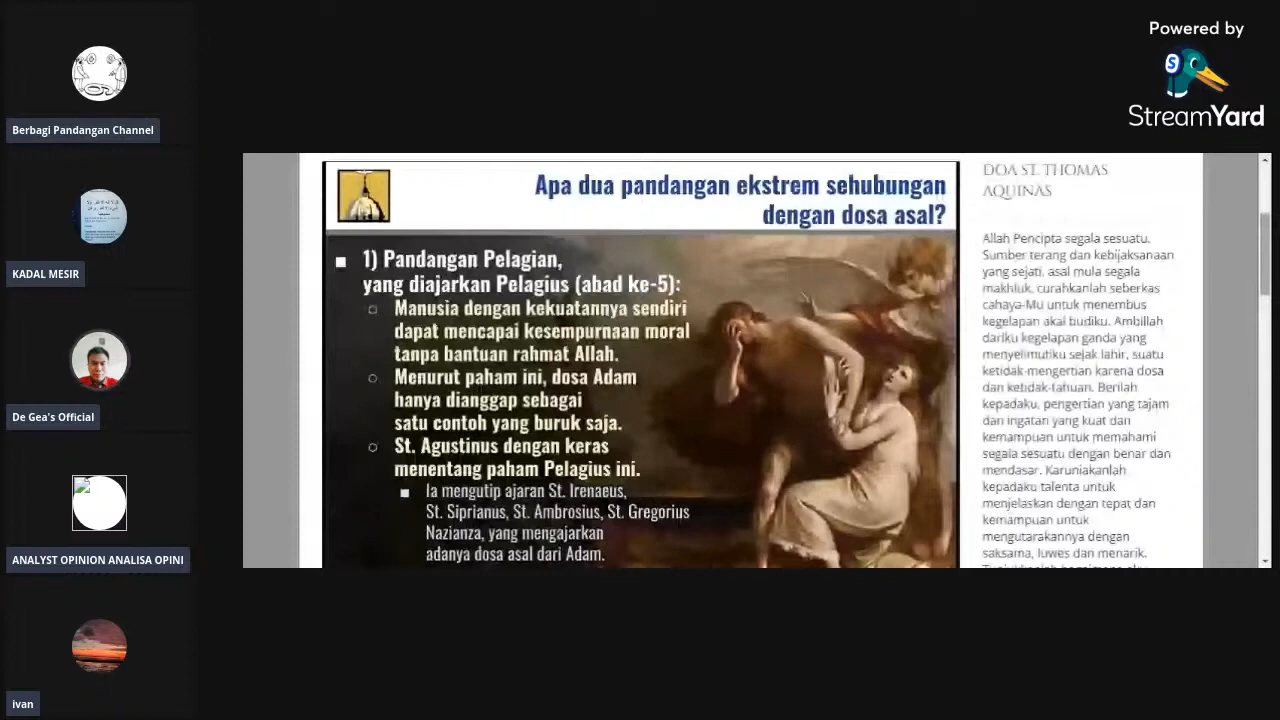 Berbagi Pandangan Channel
KADAL MESIR
De Gea's Official
ANALYST OPINION ANALISA OPINI
ivan
Powered by
S
StreamYard
Apa dua pandangan ekstrem sehubungan
dengan dosa asal?
1) Pandangan Pelagian,
yang diajarkan Pelagius (abad ke-5):
Manusia dengan kekuatannya sendiri
dapat mencapai kesempurnaan moral
tanpa bantuan rahmat Allah.
Menurut paham ini, dosa Adam
hanya dianggap sebagai
satu contoh yang buruk saja.
St. Agustinus dengan keras
menentang paham Pelagius ini.
Ia mengutip ajaran St. Irenaeus,
St. Siprianus, St. Ambrosius, St. Gregorius
Nazianza, yang mengajarkan
adanya dosa asal dari Adam.
DOA ST. THOMAS
AQUINAS
Allah Pencipta segala sesuatu.
Sumber terang dan kebijaksanaan
yang sejati, asal mula segala
makhluk, curahkanlah seberkas
cahaya-Mu untuk menembus
kegelapan akal budiku. Ambillah
dariku kegelapan ganda yang
menyelimutiku sejak lahir, suatu
ketidak-mengertian karena dosa
dan ketidak-tahuan. Berilah
kepadaku, pengertian yang tajam
dan ingatan yang kuat dan
kemampuan untuk memahami
segala sesuatu dengan benar dan
mendasar. Karuniakanlah
kepadaku talenta untuk
menjelaskan dengan tepat dan
kemampuan untuk
mengutarakannya dengan
saksama, luwes dan menarik.